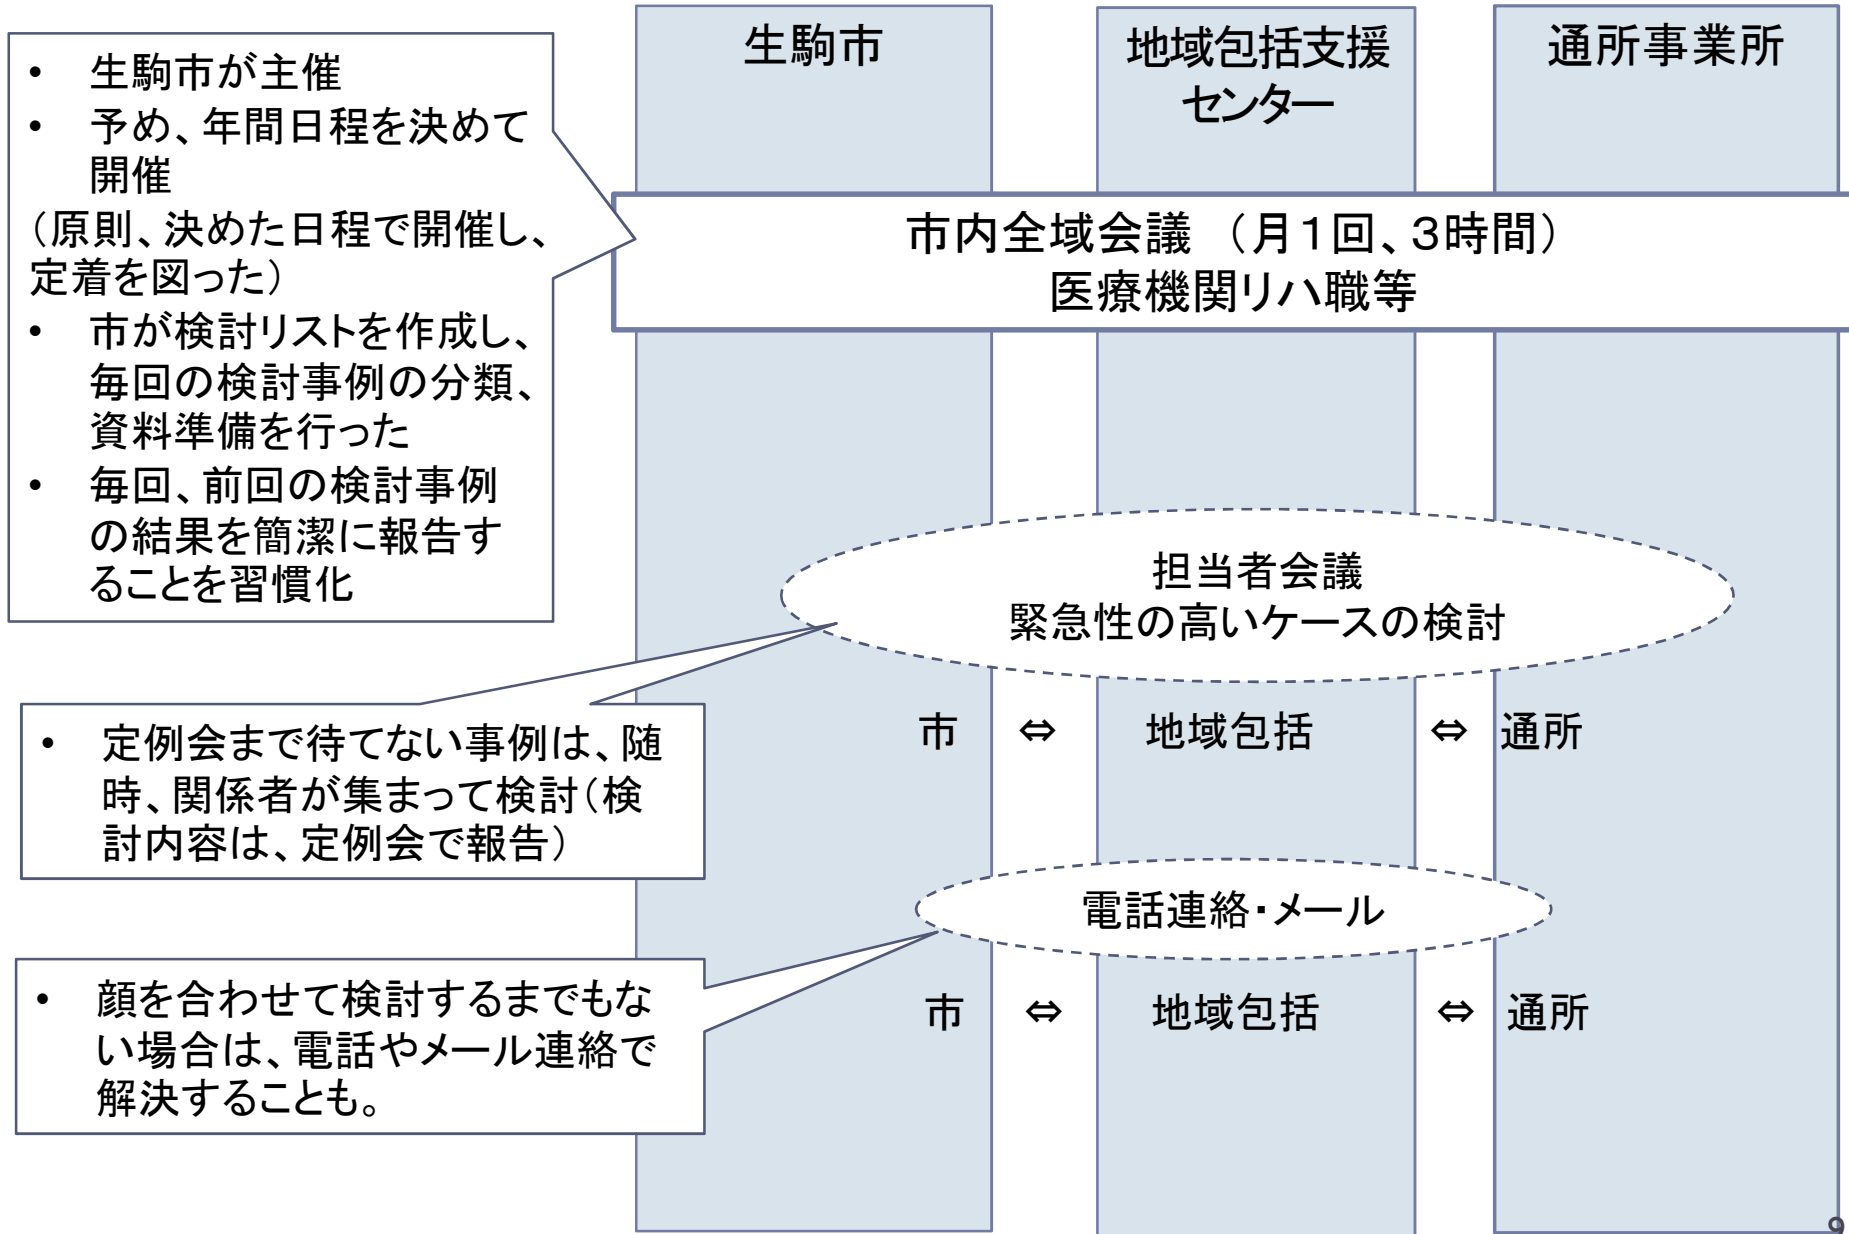 生駒市
地域包括支援
センター
通所事業所
• 生駒市が主催
• 予め、年間日程を決めて
開催
（原則、決めた日程で開催し、
定着を図った）
• 市が検討リストを作成し、
毎回の検討事例の分類、
資料準備を行った
• 毎回、前回の検討事例
の結果を簡潔に報告す
ることを習慣化
市内全域会議 （月１回、３時間）
医療機関リハ職等
担当者会議
緊急性の高いケースの検討
市 ⇔ 地域包括 ⇔ 通所
• 定例会まで待てない事例は、随
時、関係者が集まって検討（検
討内容は、定例会で報告）
電話連絡・メール
市 ⇔ 地域包括 ⇔ 通所
• 顔を合わせて検討するまでもな
い場合は、電話やメール連絡で
解決することも。
9